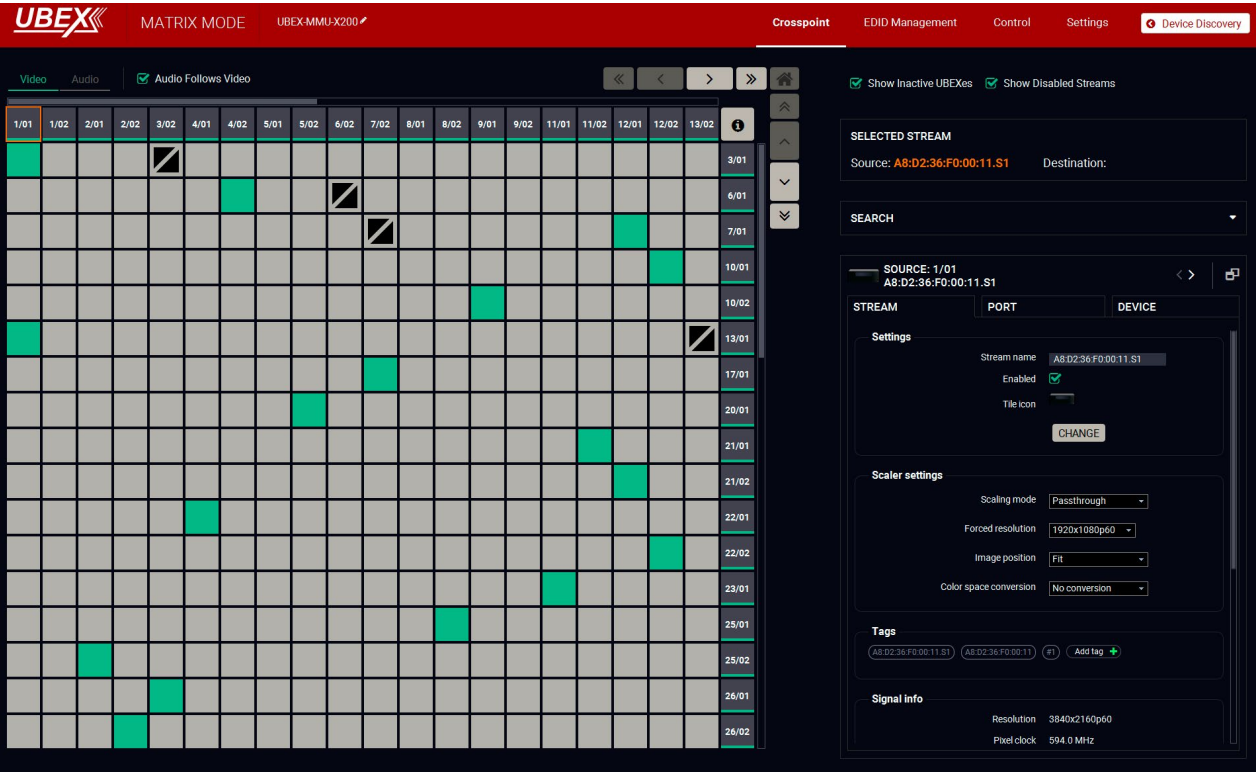 UBEX MATRIX MODE UBEX-MMU-X200 Crosspoint EDID Management Control Settings Device Discovery
Video Audio Audio Follows Video
Show Inactive UBEXes Show Disabled Streams
1/01 1/02 2/01 2/02 3/02 4/01 4/02 5/01 5/02 6/02 7/02 8/01 8/02 9/01 9/02 11/01 11/02 12/01 12/02 13/02
3/01
6/01
7/01
10/01
10/02
13/01
17/01
20/01
21/01
21/02
22/01
22/02
23/01
25/01
25/02
26/01
26/02
SELECTED STREAM
Source: A8:D2:36:F0:00:11.S1 Destination:
SEARCH
SOURCE: 1/01
A8:D2:36:F0:00:11.S1
STREAM PORT DEVICE
Settings
Stream name A8:D2:36:F0:00:11.S1
Enabled
Tile icon
CHANGE
Scaler settings
Scaling mode Passthrough
Forced resolution 1920x1080p60
Image position Fit
Color space conversion No conversion
Tags
A8:D2:36:F0:00:11.S1 A8:D2:36:F0:00:11 #1 Add tag
Signal info
Resolution 3840x2160p60
Pixel clock 594.0 MHz